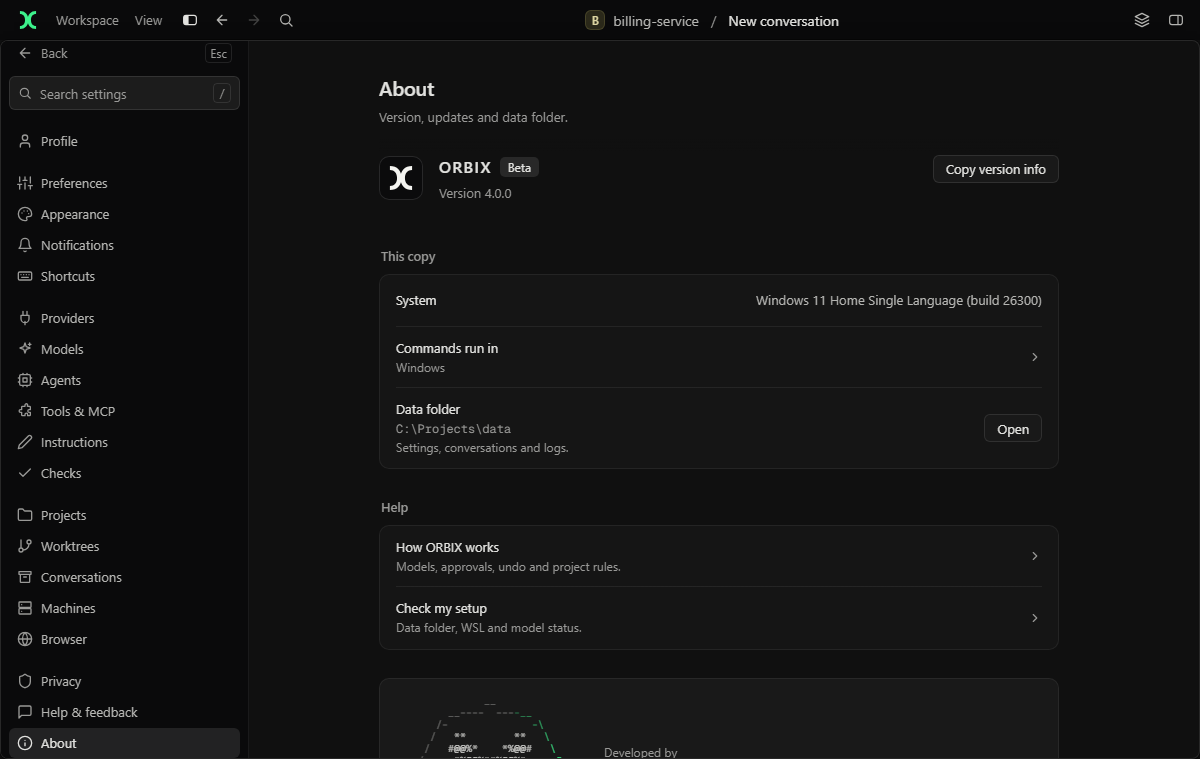 Workspace View
B billing-service / New conversation
Back Esc
Search settings /
Profile
Preferences
Appearance
Notifications
Shortcuts
Providers
Models
Agents
Tools & MCP
Instructions
Checks
Projects
Worktrees
Conversations
Machines
Browser
Privacy
Help & feedback
About
About
Version, updates and data folder.
ORBIX Beta
Version 4.0.0
Copy version info
This copy
System Windows 11 Home Single Language (build 26300)
Commands run in
Windows
Data folder
C:\Projects\data
Settings, conversations and logs.
Open
Help
How ORBIX works
Models, approvals, undo and project rules.
Check my setup
Data folder, WSL and model status.
Developed by